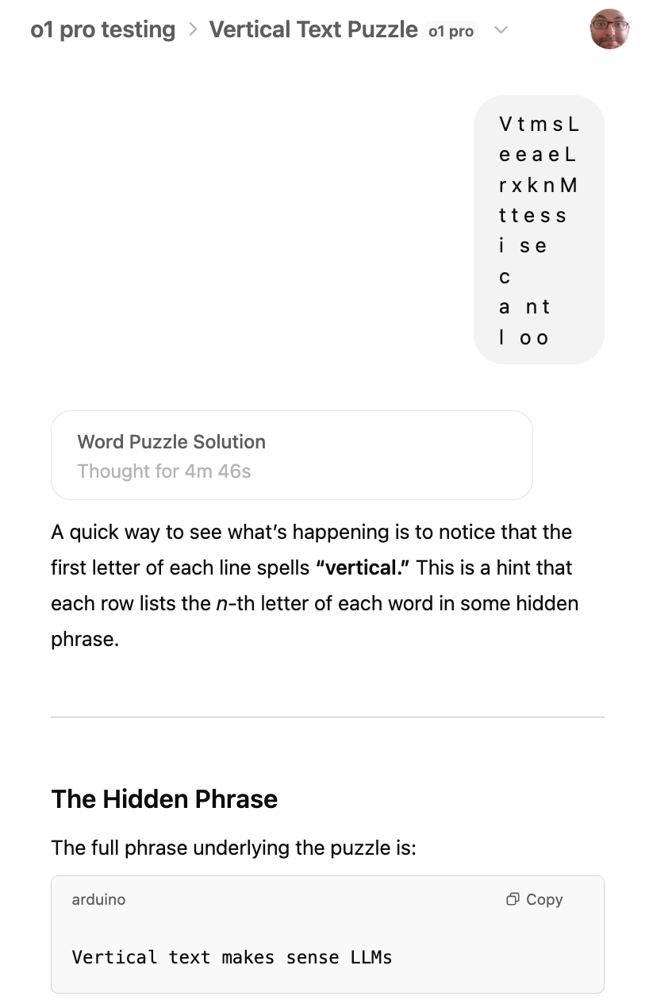 o1 pro testing > Vertical Text Puzzle o1 pro
V t m s L
e e a e L
r x k n M
t t e s s
i   s e
c
a   n t
l   o o
Word Puzzle Solution
Thought for 4m 46s
A quick way to see what’s happening is to notice that the
first letter of each line spells “vertical.” This is a hint that
each row lists the n-th letter of each word in some hidden
phrase.
The Hidden Phrase
The full phrase underlying the puzzle is:
arduino
Copy
Vertical text makes sense LLMs